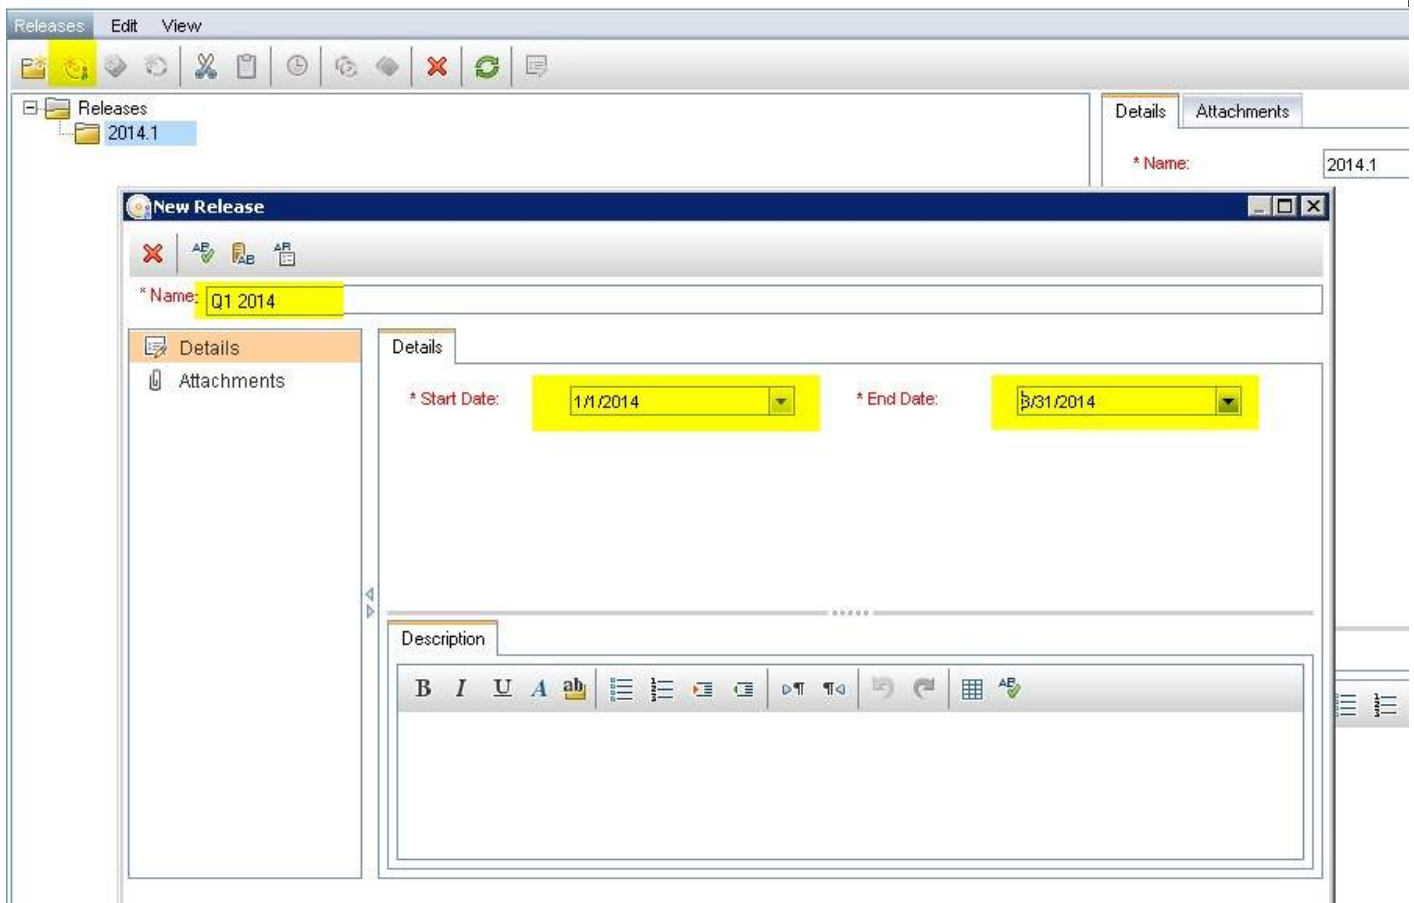 Releases Edit View
Releases
2014.1
Details Attachments
* Name: 2014.1
New Release
* Name: Q1 2014
Details
Attachments
Details
* Start Date: 1/1/2014 * End Date: 3/31/2014
Description
B I U A ab